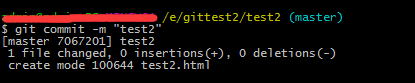 /e/gittest2/test2 (master)
$ git commit -m "test2"
[master 7067201] test2
1 file changed, 0 insertions(+), 0 deletions(-)
create mode 100644 test2.html